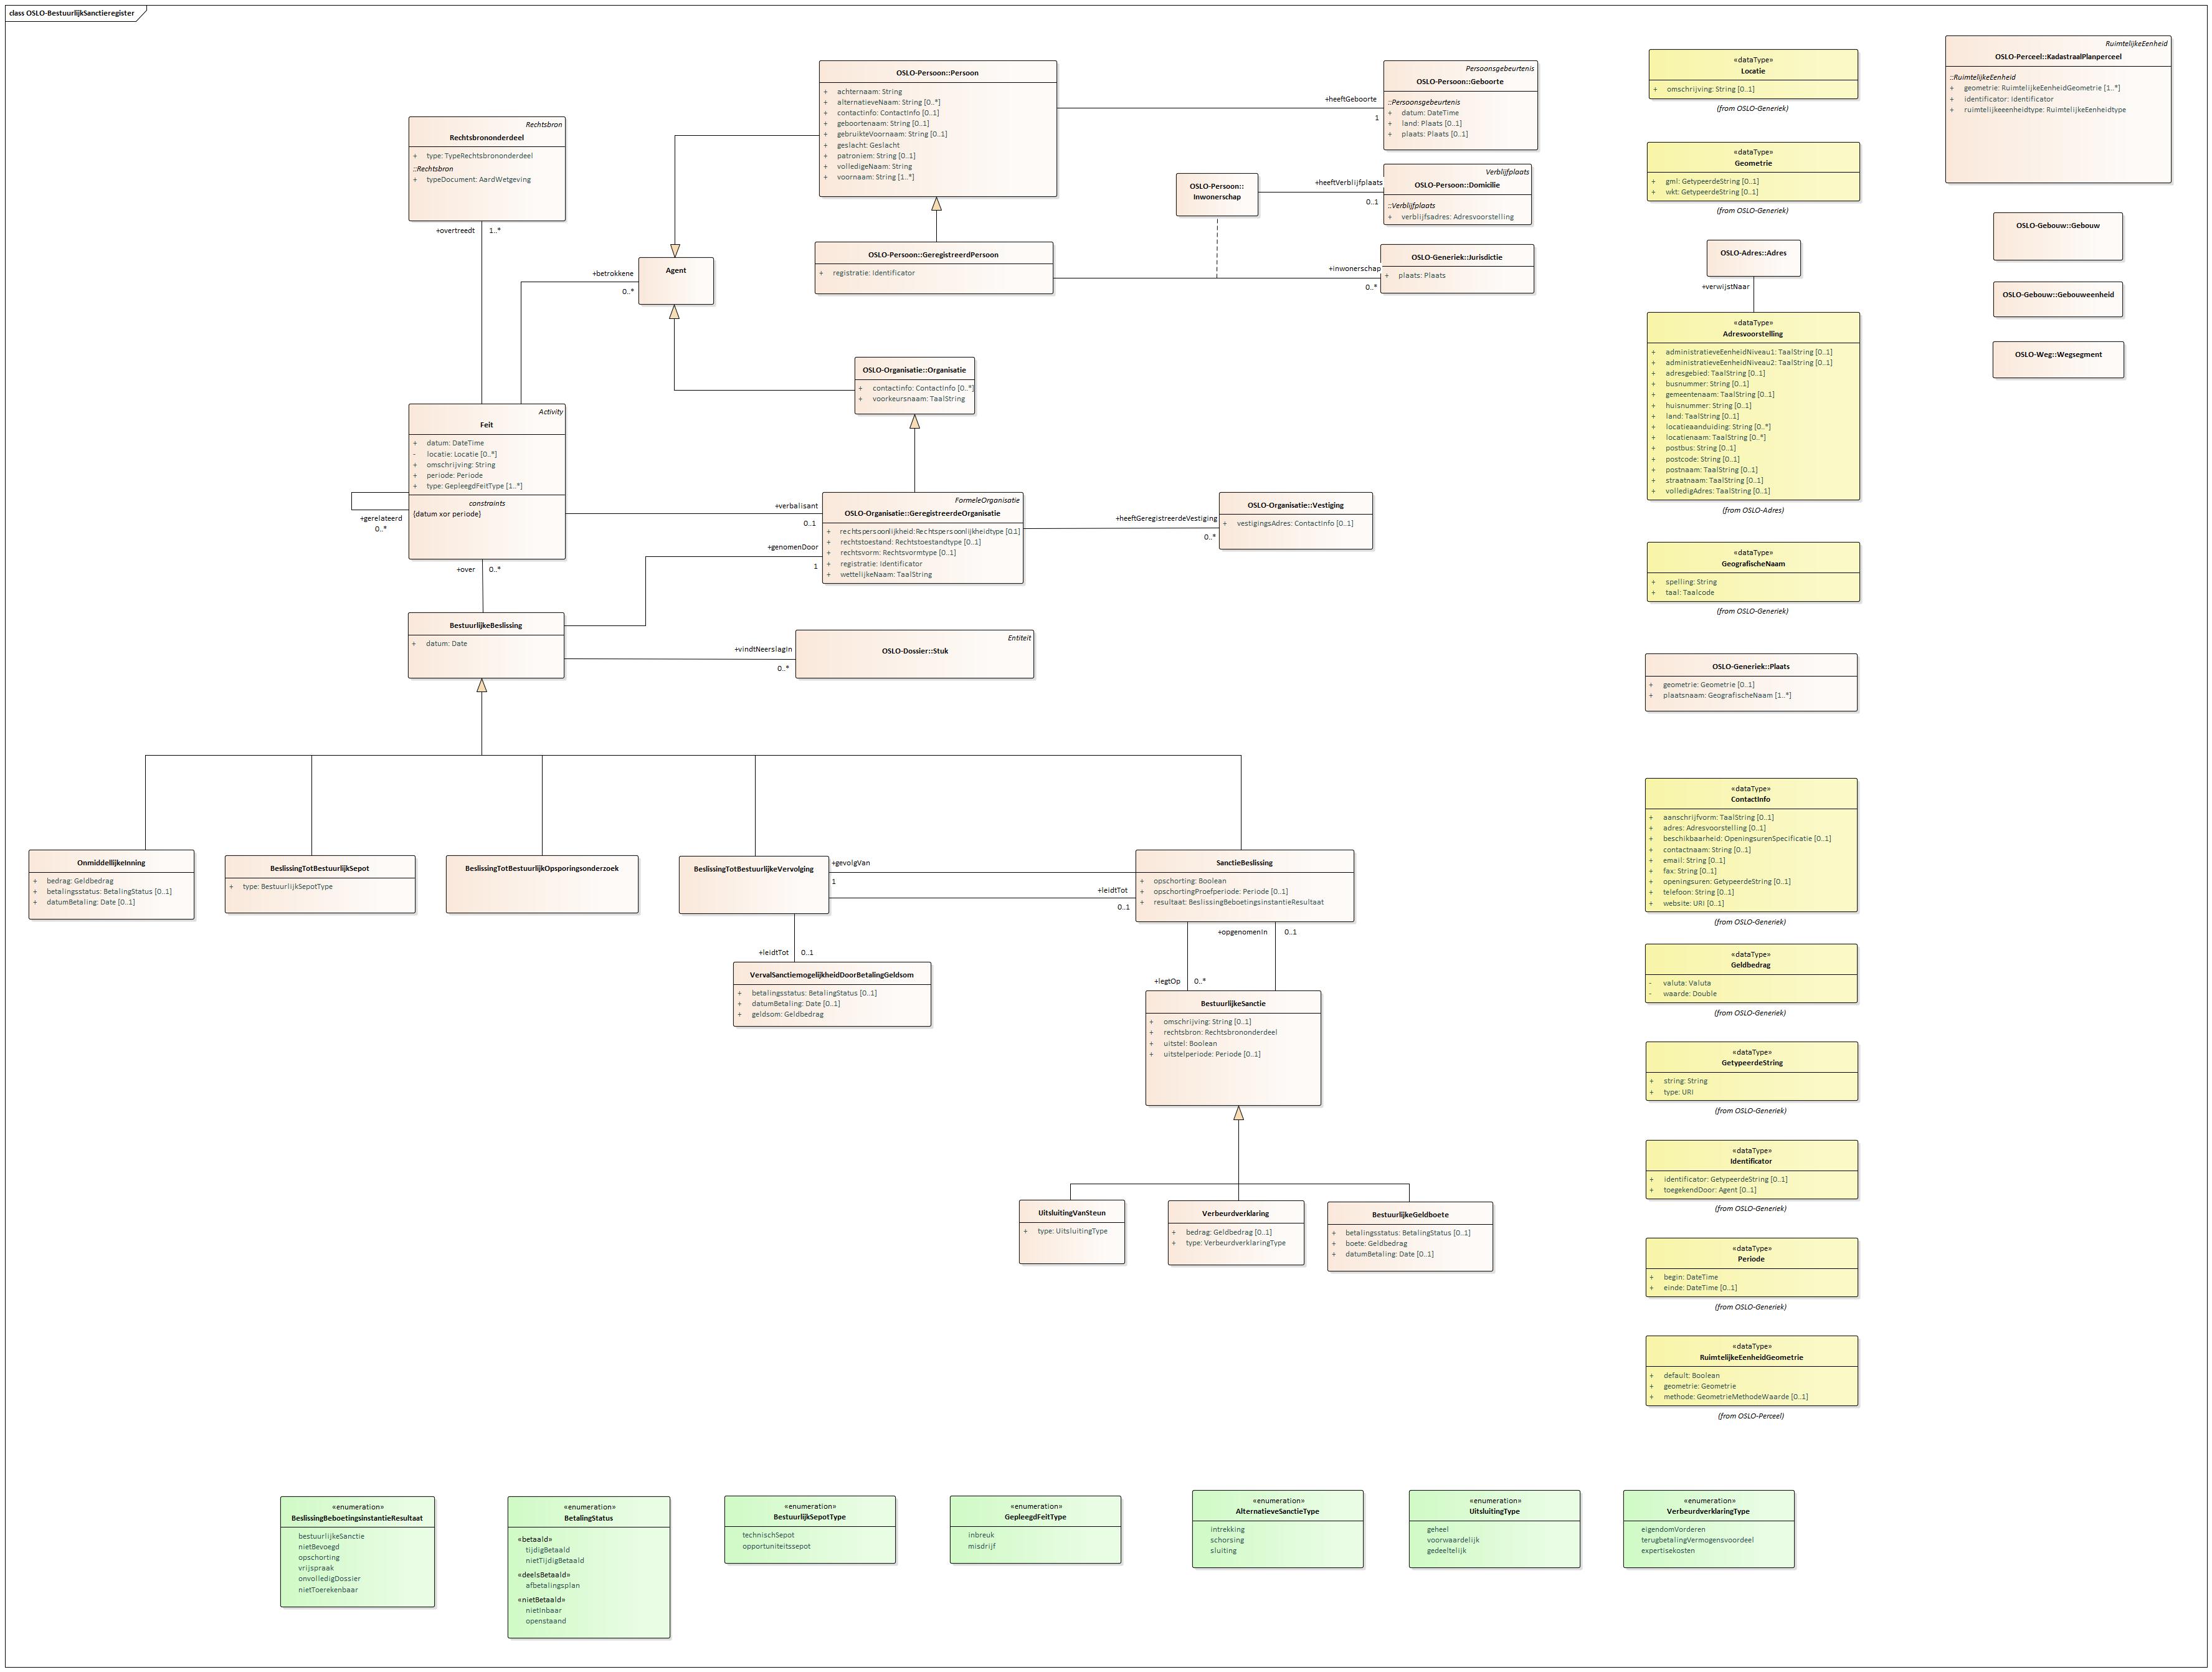 class OSLO-BestuurlijkSanctieregister
Rechtsbron
Rechtsbrononderdeel
+ type: TypeRechtsbrononderdeel
::Rechtsbron
+ typeDocument: AardWetgeving
+overtreedt 1..*
OSLO-Persoon::Persoon
+ achternaam: String
+ alternatieveNaam: String [0..*]
+ contactinfo: ContactInfo [0..1]
+ geboortenaam: String [0..1]
+ gebruikteVoornaam: String [0..1]
+ geslacht: Geslacht
+ patroniem: String [0..1]
+ volledigeNaam: String
+ voornaam: String [1..*]
+heeftGeboorte
1
Persoonsgebeurtenis
OSLO-Persoon::Geboorte
::Persoonsgebeurtenis
+ datum: DateTime
+ land: Plaats [0..1]
+ plaats: Plaats [0..1]
OSLO-Persoon::
Inwonerschap
+heeftVerblijfplaats
0..1
Verblijfplaats
OSLO-Persoon::Domicilie
::Verblijfplaats
+ verblijfsadres: Adresvoorstelling
OSLO-Persoon::GeregistreerdPersoon
+ registratie: Identificator
+inwonerschap
0..*
OSLO-Generiek::Jurisdictie
+ plaats: Plaats
Agent
+betrokkene
0..*
OSLO-Organisatie::Organisatie
+ contactinfo: ContactInfo [0..*]
+ voorkeursnaam: TaalString
Activity
Feit
+ datum: DateTime
- locatie: Locatie [0..*]
+ omschrijving: String
+ periode: Periode
+ type: GepleegdFeitType [1..*]
constraints
{datum xor periode}
+gerelateerd
0..*
+verbalisant
0..1
FormeleOrganisatie
OSLO-Organisatie::GeregistreerdeOrganisatie
+ rechtspersoonlijkheid:Rechtspersoonlijkheidtype [0.1]
+ rechtstoestand: Rechtstoestandtype [0..1]
+ rechtsvorm: Rechtsvormtype [0..1]
+ registratie: Identificator
+ wettelijkeNaam: TaalString
+heeftGeregistreerdeVestiging
0..*
OSLO-Organisatie::Vestiging
+ vestigingsAdres: ContactInfo [0..1]
+genomenDoor
1
+over 0..*
BestuurlijkeBeslissing
+ datum: Date
+vindtNeerslagIn
0..*
Entiteit
OSLO-Dossier::Stuk
OnmiddellijkeInning
+ bedrag: Geldbedrag
+ betalingsstatus: BetalingStatus [0..1]
+ datumBetaling: Date [0..1]
BeslissingTotBestuurlijkSepot
+ type: BestuurlijkSepotType
BeslissingTotBestuurlijkOpsporingsonderzoek
BeslissingTotBestuurlijkeVervolging
+gevolgVan
1
+leidtTot
0..1
SanctieBeslissing
+ opschorting: Boolean
+ opschortingProefperiode: Periode [0..1]
+ resultaat: BeslissingBeboetingsinstantieResultaat
+leidtTot 0..1
VervalSanctiemogelijkheidDoorBetalingGeldsom
+ betalingsstatus: BetalingStatus [0..1]
+ datumBetaling: Date [0..1]
+ geldsom: Geldbedrag
+opgenomenIn 0..1
+legtOp 0..*
BestuurlijkeSanctie
+ omschrijving: String [0..1]
+ rechtsbron: Rechtsbrononderdeel
+ uitstel: Boolean
+ uitstelperiode: Periode [0..1]
UitsluitingVanSteun
+ type: UitsluitingType
Verbeurdverklaring
+ bedrag: Geldbedrag [0..1]
+ type: VerbeurdverklaringType
BestuurlijkeGeldboete
+ betalingsstatus: BetalingStatus [0..1]
+ boete: Geldbedrag
+ datumBetaling: Date [0..1]
«dataType»
Locatie
+ omschrijving: String [0..1]
(from OSLO-Generiek)
«dataType»
Geometrie
+ gml: GetypeerdeString [0..1]
+ wkt: GetypeerdeString [0..1]
(from OSLO-Generiek)
OSLO-Adres::Adres
+verwijstNaar
«dataType»
Adresvoorstelling
+ administratieveEenheidNiveau1: TaalString [0..1]
+ administratieveEenheidNiveau2: TaalString [0..1]
+ adresgebied: TaalString [0..1]
+ busnummer: String [0..1]
+ gemeentenaam: TaalString [0..1]
+ huisnummer: String [0..1]
+ land: TaalString [0..1]
+ locatieaanduiding: String [0..*]
+ locatienaam: TaalString [0..*]
+ postbus: String [0..1]
+ postcode: String [0..1]
+ postnaam: TaalString [0..1]
+ straatnaam: TaalString [0..1]
+ volledigAdres: TaalString [0..1]
(from OSLO-Adres)
«dataType»
GeografischeNaam
+ spelling: String
+ taal: Taalcode
(from OSLO-Generiek)
OSLO-Generiek::Plaats
+ geometrie: Geometrie [0..1]
+ plaatsnaam: GeografischeNaam [1..*]
«dataType»
ContactInfo
+ aanschrijfvorm: TaalString [0..1]
+ adres: Adresvoorstelling [0..1]
+ beschikbaarheid: OpeningsurenSpecificatie [0..1]
+ contactnaam: String [0..1]
+ email: String [0..1]
+ fax: String [0..1]
+ openingsuren: GetypeerdeString [0..1]
+ telefoon: String [0..1]
+ website: URI [0..1]
(from OSLO-Generiek)
«dataType»
Geldbedrag
- valuta: Valuta
- waarde: Double
(from OSLO-Generiek)
«dataType»
GetypeerdeString
+ string: String
+ type: URI
(from OSLO-Generiek)
«dataType»
Identificator
+ identificator: GetypeerdeString [0..1]
+ toegekendDoor: Agent [0..1]
(from OSLO-Generiek)
«dataType»
Periode
+ begin: DateTime
+ einde: DateTime [0..1]
(from OSLO-Generiek)
«dataType»
RuimtelijkeEenheidGeometrie
+ default: Boolean
+ geometrie: Geometrie
+ methode: GeometrieMethodeWaarde [0..1]
(from OSLO-Perceel)
RuimtelijkeEenheid
OSLO-Perceel::KadastraalPlanperceel
::RuimtelijkeEenheid
+ geometrie: RuimtelijkeEenheidGeometrie [1..*]
+ identificator: Identificator
+ ruimtelijkeeenheidtype: RuimtelijkeEenheidtype
OSLO-Gebouw::Gebouw
OSLO-Gebouw::Gebouweenheid
OSLO-Weg::Wegsegment
«enumeration»
BeslissingBeboetingsinstantieResultaat
bestuurlijkeSanctie
nietBevoegd
opschorting
vrijspraak
onvolledigDossier
nietToerekenbaar
«enumeration»
BetalingStatus
«betaald»
tijdigBetaald
nietTijdigBetaald
«deelsBetaald»
afbetalingsplan
«nietBetaald»
nietInbaar
openstaand
«enumeration»
BestuurlijkSepotType
technischSepot
opportuniteitssepot
«enumeration»
GepleegdFeitType
inbreuk
misdrijf
«enumeration»
AlternatieveSanctieType
intrekking
schorsing
sluiting
«enumeration»
UitsluitingType
geheel
voorwaardelijk
gedeeltelijk
«enumeration»
VerbeurdverklaringType
eigendomVorderen
terugbetalingVermogensvoordeel
expertisekosten